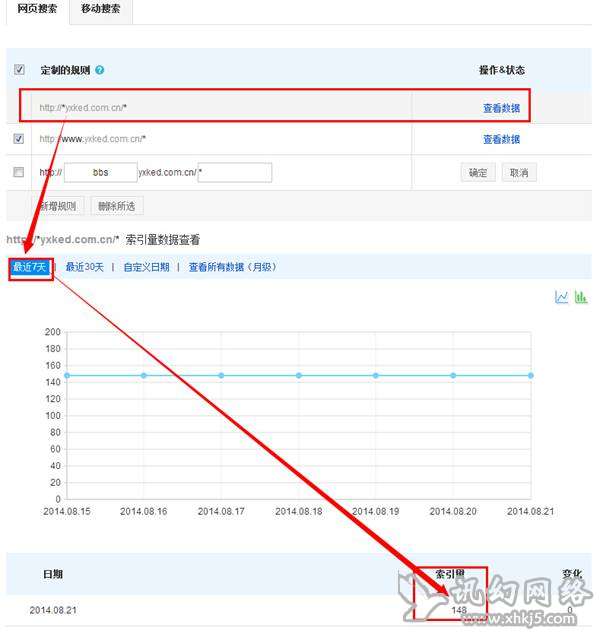 网页搜索 移动搜索
定制的规则 ? 操作&状态
http://*yxked.com.cn/* 查看数据
http://www.yxked.com.cn/* 查看数据
http:// bbs yxked.com.cn/ * 确定 取消
新增规则 删除所选
http://*yxked.com.cn/* 索引量数据查看
最近7天 | 最近30天 | 自定义日期 | 查看所有数据（月级）
200
180
160
140
120
100
80
60
40
20
0
2014.08.15 2014.08.16 2014.08.17 2014.08.18 2014.08.19 2014.08.20 2014.08.21
日期 索引量 变化
2014.08.21 148 0
讯幻网络
www.xhkj5.com